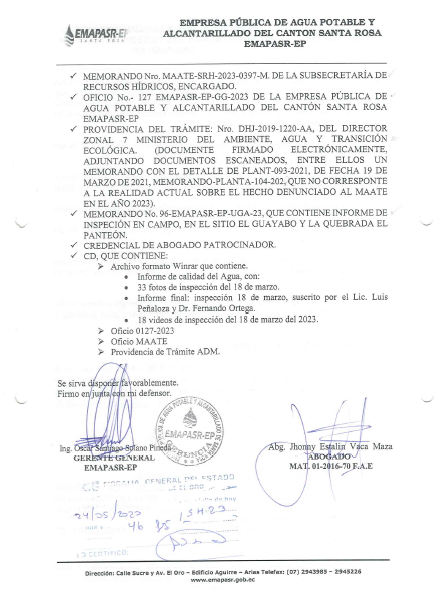 EMAPASR-EP
SANTA ROSA
EMPRESA PÚBLICA DE AGUA POTABLE Y
ALCANTARILLADO DEL CANTON SANTA ROSA
EMAPASR-EP
✓ MEMORANDO Nro. MAATE-SRH-2023-0397-M. DE LA SUBSECRETARÍA DE
RECURSOS HÍDRICOS, ENCARGADO.
✓ OFICIO No.- 127 EMAPASR-EP-GG-2023 DE LA EMPRESA PÚBLICA DE
AGUA POTABLE Y ALCANTARILLADO DEL CANTÓN SANTA ROSA
EMAPASR-EP
✓ PROVIDENCIA DEL TRÁMITE: Nro. DHJ-2019-1220-AA, DEL DIRECTOR
ZONAL 7 MINISTERIO DEL AMBIENTE, AGUA Y TRANSICIÓN
ECOLÓGICA. (DOCUMENTE FIRMADO ELECTRÓNICAMENTE,
ADJUNTANDO DOCUMENTOS ESCANEADOS, ENTRE ELLOS UN
MEMORANDO CON EL DETALLE DE PLANT-093-2021, DE FECHA 19 DE
MARZO DE 2021, MEMORANDO-PLANTA-104-202, QUE NO CORRESPONTE
A LA REALIDAD ACTUAL SOBRE EL HECHO DENUNCIADO AL MAATE
EN EL AÑO 2023).
✓ MEMORANDO No. 96-EMAPASR-EP-UGA-23, QUE CONTIENE INFORME DE
INSPECIÓN EN CAMPO, EN EL SITIO EL GUAYABO Y LA QUEBRADA EL
PANTEÓN.
✓ CREDENCIAL DE ABOGADO PATROCINADOR.
✓ CD, QUE CONTIENE:
➤ Archivo formato Winrar que contiene.
• Informe de calidad del Agua, con:
• 33 fotos de inspección del 18 de marzo.
• Informe final: inspección 18 de marzo, suscrito por el Lic. Luis
Peñaloza y Dr. Fernando Ortega.
• 18 videos de inspección del 18 de marzo del 2023.
➤ Oficio 0127-2023
➤ Oficio MAATE
➤ Providencia de Trámite ADM.
Se sirva disponer favorablemente.
Firmo en junta con mi defensor.
EMAPASR-EP
GERENCIA
Ing. Oscar Santiago Solano Pineda
GERENTE GENERAL
EMAPASR-EP
Abg. Jhonny Estalin Vaca Maza
ABOGADO
MAT. 01-2016-70 F.A.E
FISCALIA GENERAL DEL ESTADO
EL ORO
24/05/2023
Dirección: Calle Sucre y Av. El Oro – Edificio Aguirre – Arias Telefax: (07) 2943985 – 2945226
www.emapasr.gob.ec